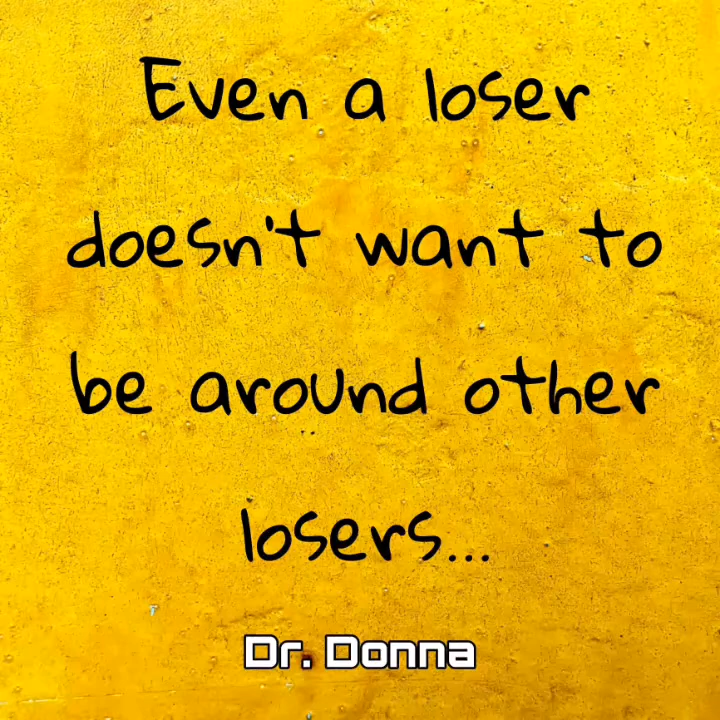 Even a loser
doesn't want to
be around other
losers...
Dr. Donna